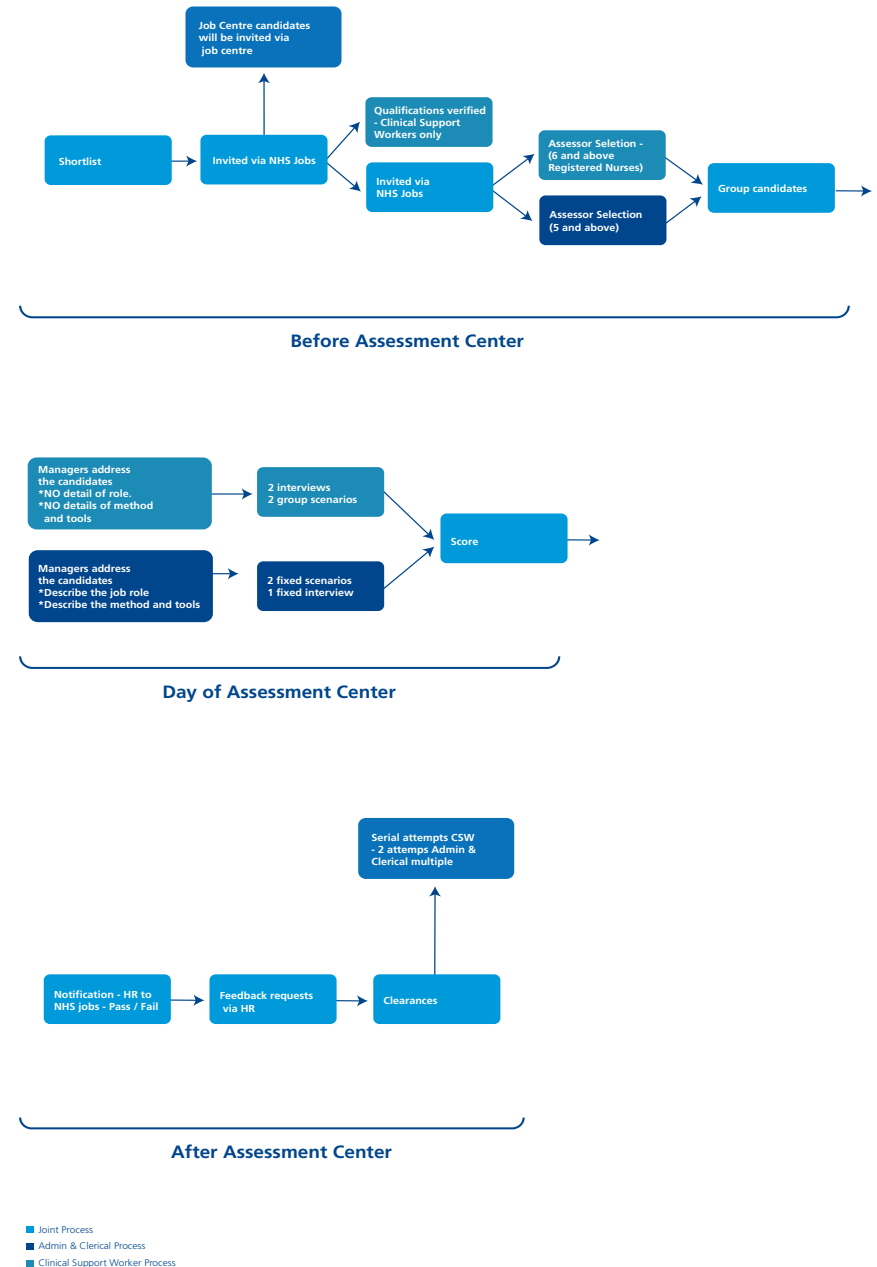 Job Centre candidates
will be invited via
job centre
Shortlist
Invited via NHS Jobs
Qualifications verified
- Clinical Support
Workers only
Invited via
NHS Jobs
Assessor Seletion -
(6 and above
Registered Nurses)
Assessor Selection
(5 and above)
Group candidates
Before Assessment Center
Managers address
the candidates
*NO detail of role.
*NO details of method
and tools
2 interviews
2 group scenarios
Score
Managers address
the candidates
*Describe the job role
*Describe the method and tools
2 fixed scenarios
1 fixed interview
Day of Assessment Center
Serial attempts CSW
- 2 attemps Admin &
Clerical multiple
Notification - HR to
NHS jobs - Pass / Fail
Feedback requests
via HR
Clearances
After Assessment Center
Joint Process
Admin & Clerical Process
Clinical Support Worker Process